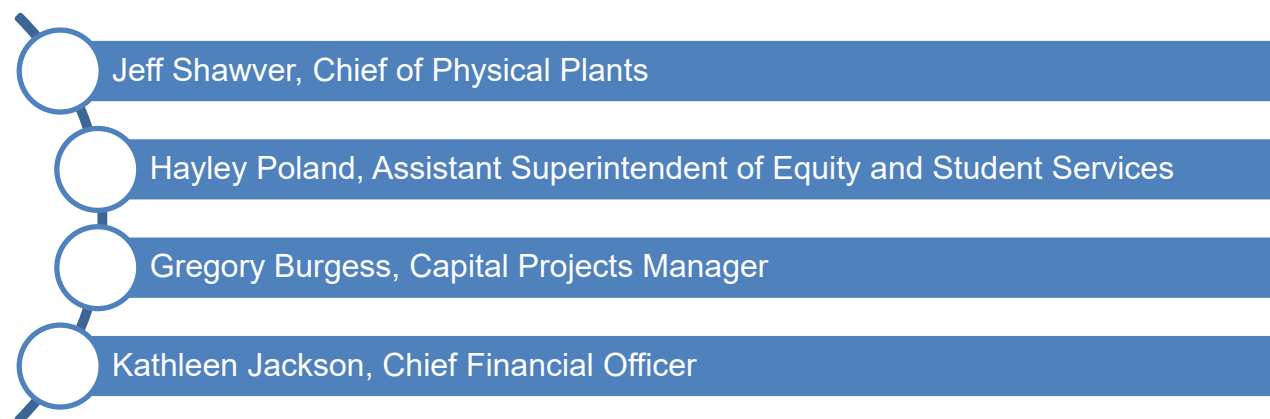 Jeff Shawver, Chief of Physical Plants
Hayley Poland, Assistant Superintendent of Equity and Student Services
Gregory Burgess, Capital Projects Manager
Kathleen Jackson, Chief Financial Officer